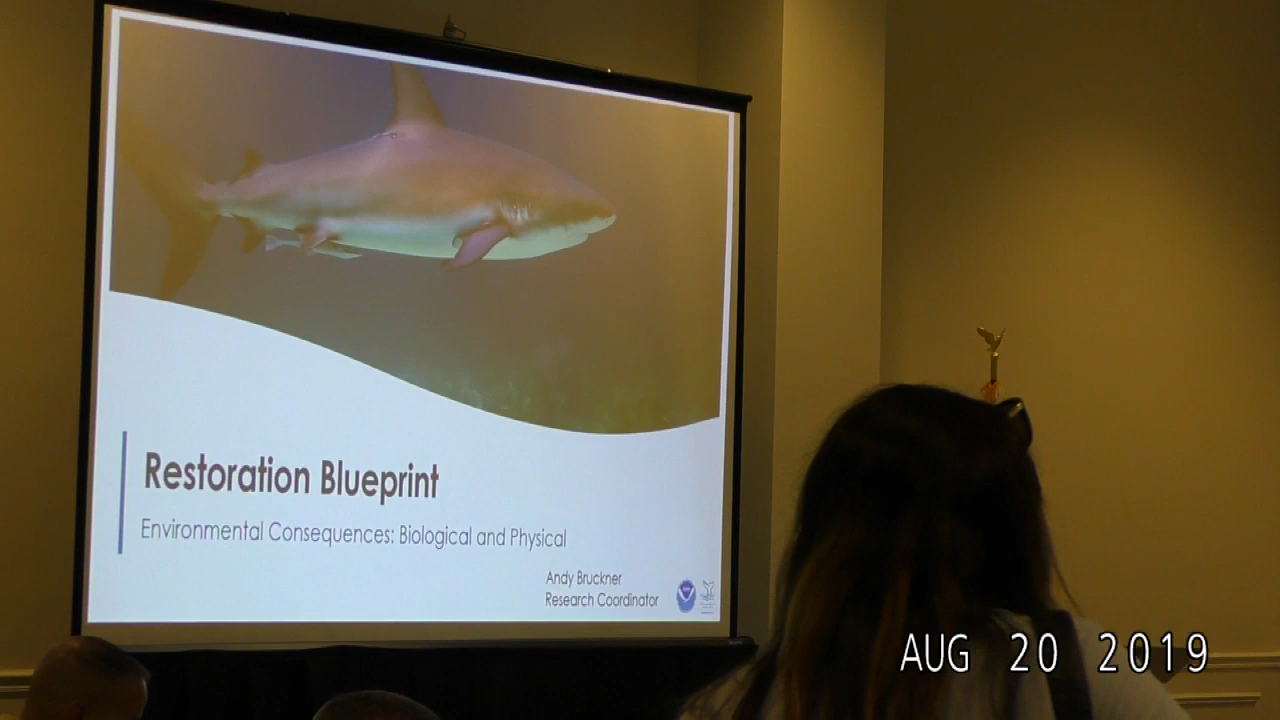 Restoration Blueprint
Environmental Consequences: Biological and Physical
Andy Bruckner
Research Coordinator
AUG 20 2019